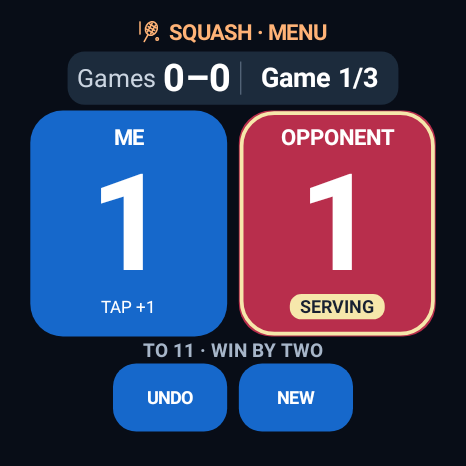 SQUASH · MENU
Games 0–0 Game 1/3
ME
1
TAP +1
OPPONENT
1
SERVING
TO 11 · WIN BY TWO
UNDO
NEW